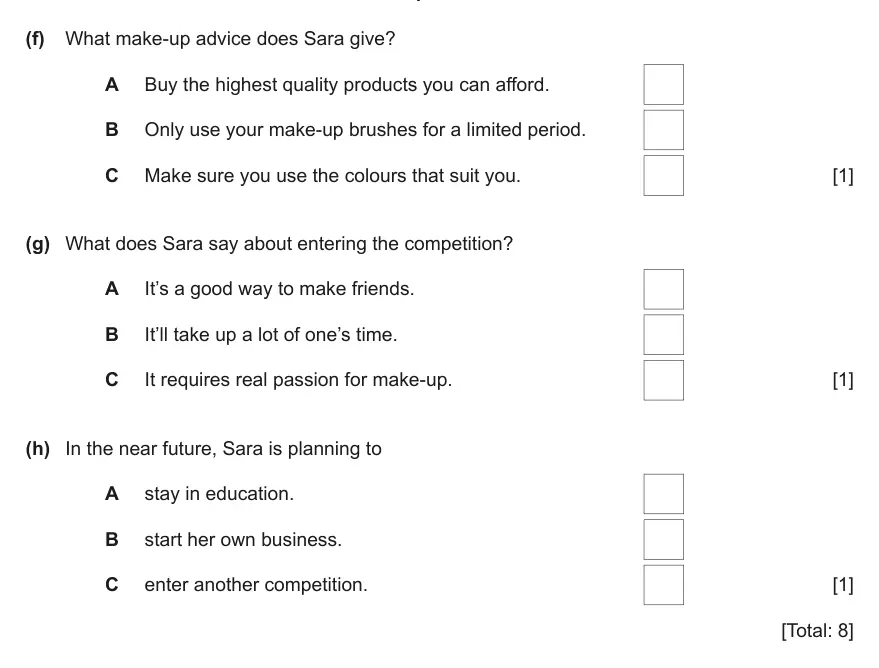 (f) What make-up advice does Sara give?
A Buy the highest quality products you can afford.
B Only use your make-up brushes for a limited period.
C Make sure you use the colours that suit you. [1]
(g) What does Sara say about entering the competition?
A It’s a good way to make friends.
B It’ll take up a lot of one’s time.
C It requires real passion for make-up. [1]
(h) In the near future, Sara is planning to
A stay in education.
B start her own business.
C enter another competition. [1]
[Total: 8]